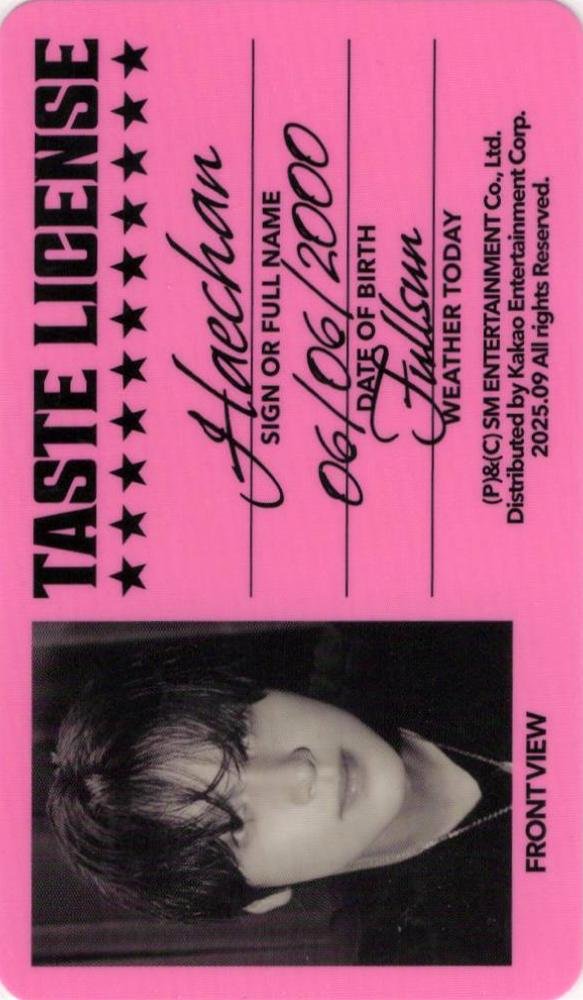 TASTE LICENSE
★★★★★★★★★★★
Haechan
SIGN OR FULL NAME
06/06/2000
DATE OF BIRTH
Fullsun
WEATHER TODAY
(P)&(C) SM ENTERTAINMENT Co., Ltd.
Distributed by Kakao Entertainment Corp.
2025.09 All rights Reserved.
FRONT VIEW